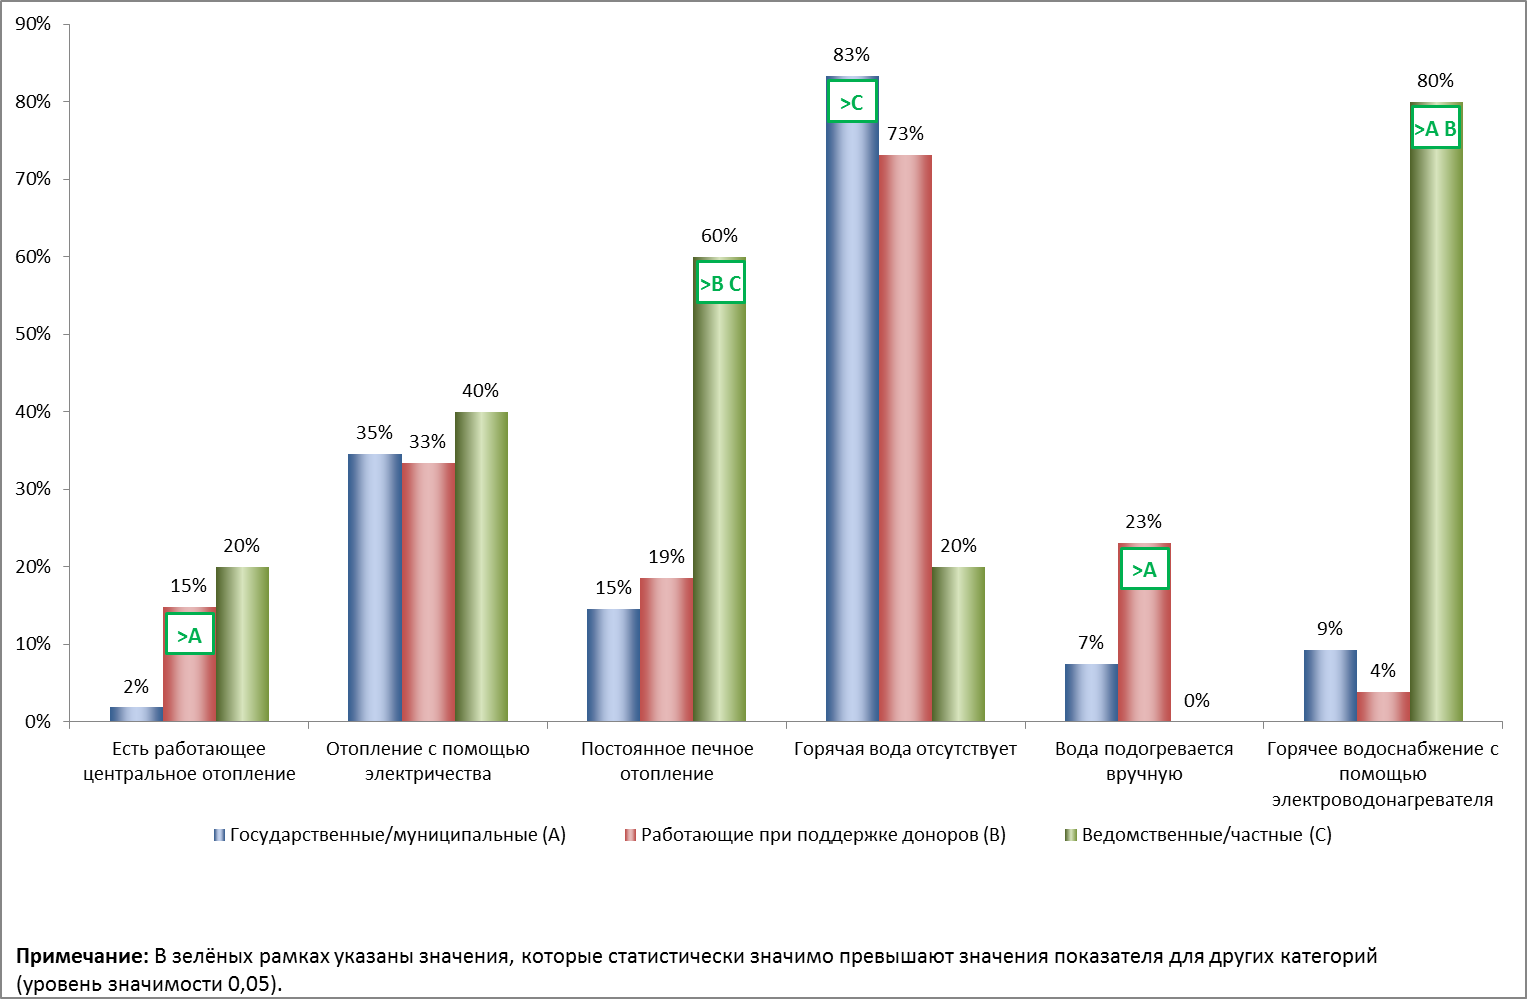 90%
80%
70%
60%
50%
40%
30%
20%
10%
0%
2%
15%
>A
20%
35%
33%
40%
15%
19%
60%
>B C
83%
>C
73%
20%
7%
23%
>A
0%
9%
4%
80%
>A B
Есть работающее
центральное отопление
Отопление с помощью
электричества
Постоянное печное
отопление
Горячая вода отсутствует
Вода подогревается
вручную
Горячее водоснабжение с
помощью
электроводонагревателя
Государственные/муниципальные (А)
Работающие при поддержке доноров (В)
Ведомственные/частные (С)
Примечание: В зелёных рамках указаны значения, которые статистически значимо превышают значения показателя для других категорий
(уровень значимости 0,05).